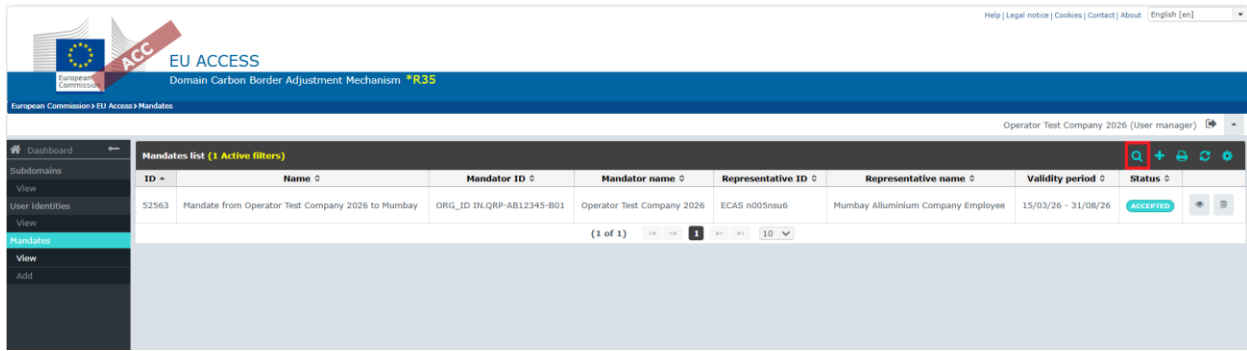 Help | Legal notice | Cookies | Contact | About English [en]
ACC
European Commission
EU ACCESS
Domain Carbon Border Adjustment Mechanism *R35
European Commission > EU Access > Mandates
Operator Test Company 2026 (User manager)
Dashboard
Subdomains
View
User identities
View
Mandates
View
Add
Mandates list (1 Active filters)
ID Name Mandator ID Mandator name Representative ID Representative name Validity period Status
52563 Mandate from Operator Test Company 2026 to Mumbay ORG_ID IN.QRP-AB12345-B01 Operator Test Company 2026 ECAS n005nsu6 Mumbay Alluminium Company Employee 15/03/26 - 31/08/26 ACCEPTED
(1 of 1) 1 10